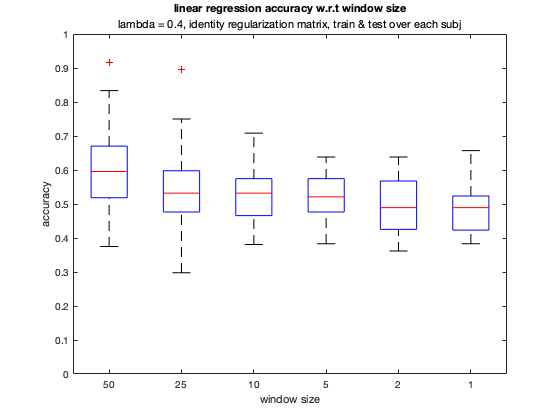 linear regression accuracy w.r.t window size
lambda = 0.4, identity regularization matrix, train & test over each subj
1
0.9
0.8
0.7
0.6
0.5
0.4
0.3
0.2
0.1
0
accuracy
50 25 10 5 2 1
window size